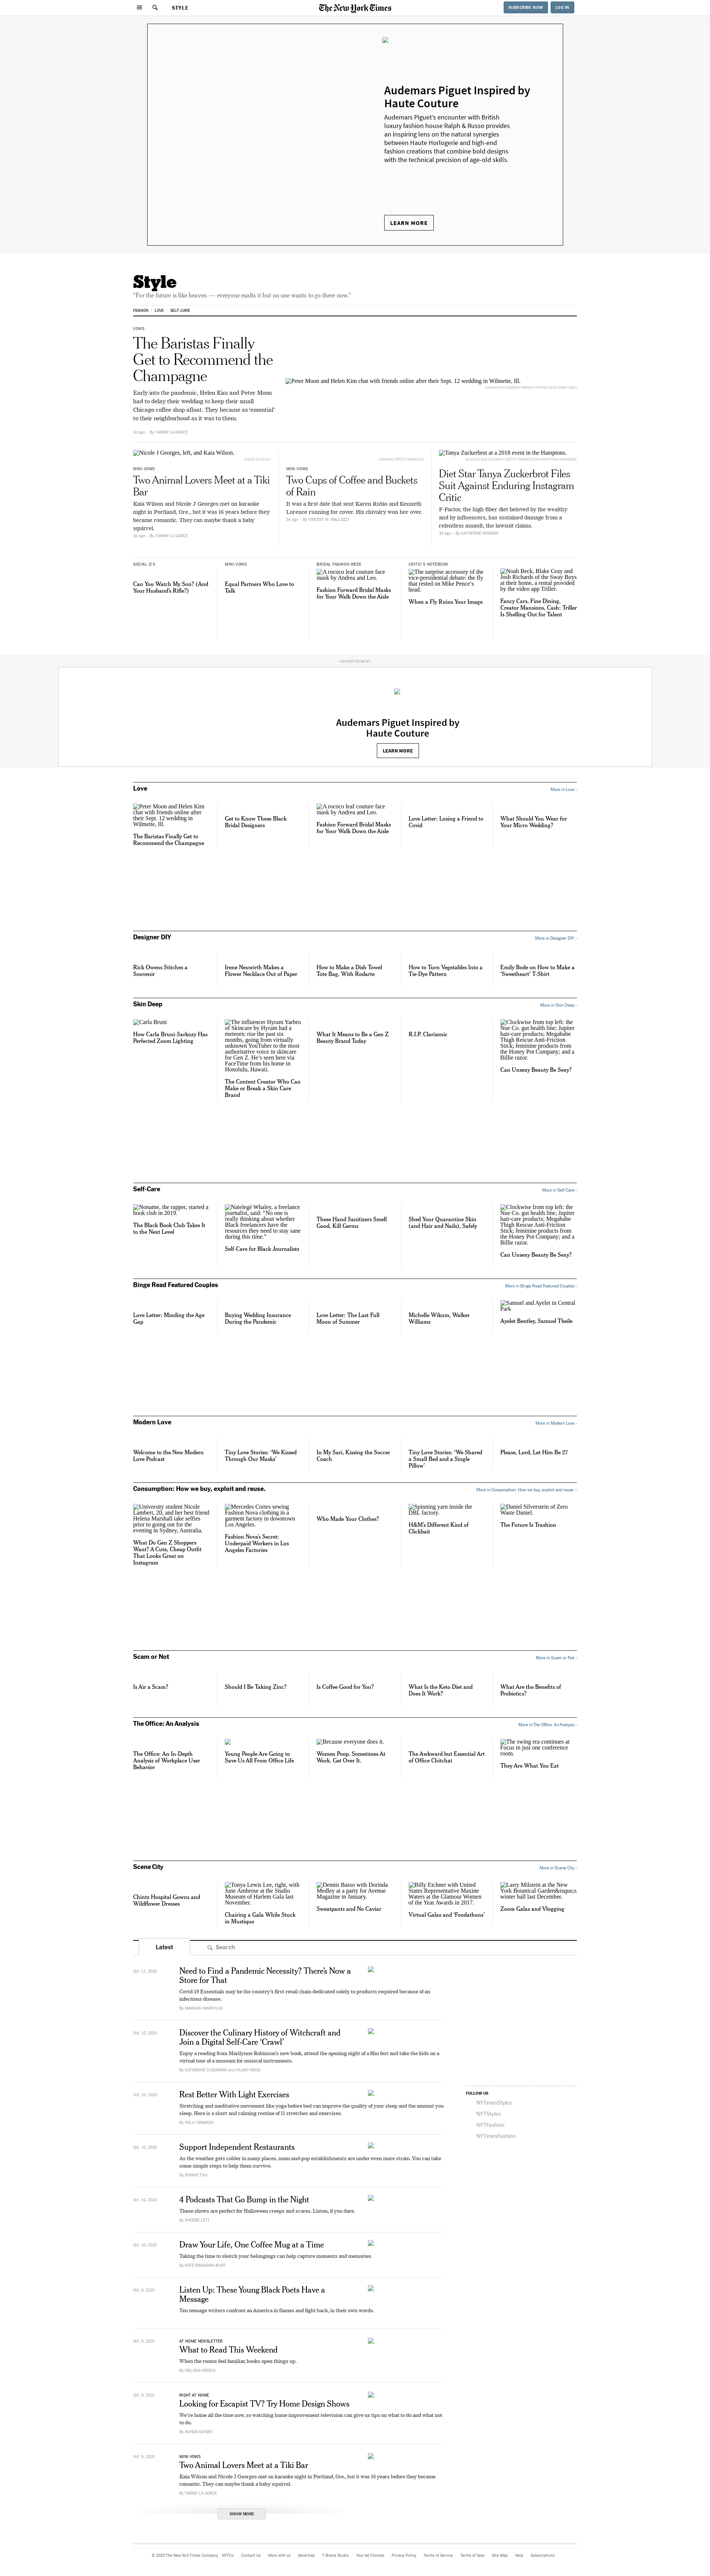 STYLE
The New York Times
SUBSCRIBE NOW
LOG IN
Audemars Piguet Inspired by
Haute Couture
Audemars Piguet's encounter with British
luxury fashion house Ralph & Russo provides
an inspiring lens on the natural synergies
between Haute Horlogerie and high-end
fashion creations that combine bold designs
with the technical precision of age-old skills.
LEARN MORE
Style
"For the future is like heaven — everyone exalts it but no one wants to go there now."
FASHION
LOVE
SELF-CARE
VOWS
The Baristas Finally
Get to Recommend the
Champagne
Early into the pandemic, Helen Kim and Peter Moon
had to delay their wedding to keep their small
Chicago coffee shop afloat. They became as 'essential'
to their neighborhood as it was to them.
3d ago · By TAMMY LA GORCE
Peter Moon and Helen Kim chat with friends online after their Sept. 12 wedding in Wilmette, Ill.
Nicole J Georges, left, and Kaia Wilson.
MINI-VOWS
Two Animal Lovers Meet at a Tiki
Bar
Kaia Wilson and Nicole J Georges met on karaoke
night in Portland, Ore., but it was 16 years before they
became romantic. They can maybe thank a baby
squirrel.
3d ago · By TAMMY LA GORCE
MINI-VOWS
Two Cups of Coffee and Buckets
of Rain
It was a first date that sent Karen Rubin and Kenneth
Lorence running for cover. His chivalry won her over.
3d ago · By VINCENT M. MALLOZZI
Tanya Zuckerbrot at a 2018 event in the Hamptons.
Diet Star Tanya Zuckerbrot Files
Suit Against Enduring Instagram
Critic
F-Factor, the high-fiber diet beloved by the wealthy
and by influencers, has sustained damage from a
relentless assault, the lawsuit claims.
3d ago · By KATHERINE ROSMAN
SOCIAL Q'S
Can You Watch My Son? (And
Your Husband's Rifle?)
MINI-VOWS
Equal Partners Who Love to
Talk
BRIDAL FASHION WEEK
A rococo leaf couture face
mask by Andrea and Leo.
Fashion Forward Bridal Masks
for Your Walk Down the Aisle
CRITIC'S NOTEBOOK
The surprise accessory of the
vice-presidential debate: the fly
that rested on Mike Pence's
head.
When a Fly Ruins Your Image
Noah Beck, Blake Gray and
Josh Richards of the Sway Boys
at their home, a rental provided
by the video app Triller.
Fancy Cars, Fine Dining,
Creator Mansions, Cash: Triller
Is Shelling Out for Talent
ADVERTISEMENT
Audemars Piguet Inspired by
Haute Couture
LEARN MORE
Love
More in Love ›
Peter Moon and Helen Kim
chat with friends online after
their Sept. 12 wedding in
Wilmette, Ill.
The Baristas Finally Get to
Recommend the Champagne
Get to Know These Black
Bridal Designers
A rococo leaf couture face
mask by Andrea and Leo.
Fashion Forward Bridal Masks
for Your Walk Down the Aisle
Love Letter: Losing a Friend to
Covid
What Should You Wear for
Your Micro Wedding?
Designer DIY
More in Designer DIY ›
Rick Owens Stitches a
Souvenir
Irene Neuwirth Makes a
Flower Necklace Out of Paper
How to Make a Dish Towel
Tote Bag, With Rodarte
How to Turn Vegetables Into a
Tie-Dye Pattern
Emily Bode on How to Make a
'Sweetheart' T-Shirt
Skin Deep
More in Skin Deep ›
Carla Bruni
How Carla Bruni-Sarkozy Has
Perfected Zoom Lighting
The influencer Hyram Yarbro
of Skincare by Hyram had a
meteoric rise the past six
months, going from virtually
unknown YouTuber to the most
authoritative voice in skincare
for Gen Z. He's seen here via
FaceTime from his home in
Honolulu, Hawaii.
The Content Creator Who Can
Make or Break a Skin Care
Brand
What It Means to Be a Gen Z
Beauty Brand Today
R.I.P. Clarisonic
Clockwise from top left: the
Nue Co. gut health line; Jupiter
hair-care products; Megababe
Thigh Rescue Anti-Friction
Stick; feminine products from
the Honey Pot Company; and a
Billie razor.
Can Unsexy Beauty Be Sexy?
Self-Care
More in Self-Care ›
Noname, the rapper, started a
book club in 2019.
The Black Book Club Takes It
to the Next Level
Natelegé Whaley, a freelance
journalist, said: "No one is
really thinking about whether
Black freelancers have the
resources they need to stay sane
during this time."
Self-Care for Black Journalists
These Hand Sanitizers Smell
Good, Kill Germs
Shed Your Quarantine Skin
(and Hair and Nails), Safely
Clockwise from top left: the
Nue Co. gut health line; Jupiter
hair-care products; Megababe
Thigh Rescue Anti-Friction
Stick; feminine products from
the Honey Pot Company; and a
Billie razor.
Can Unsexy Beauty Be Sexy?
Binge Read Featured Couples
More in Binge Read Featured Couples ›
Love Letter: Minding the Age
Gap
Buying Wedding Insurance
During the Pandemic
Love Letter: The Last Full
Moon of Summer
Michelle Wikum, Walker
Williams
Samuel and Ayelet in Central
Park
Ayelet Bentley, Samuel Theile
Modern Love
More in Modern Love ›
Welcome to the New Modern
Love Podcast
Tiny Love Stories: 'We Kissed
Through Our Masks'
In My Sari, Kissing the Soccer
Coach
Tiny Love Stories: 'We Shared
a Small Bed and a Single
Pillow'
Please, Lord, Let Him Be 27
Consumption: How we buy, exploit and reuse.
More in Consumption: How we buy, exploit and reuse. ›
University student Nicole
Lambert, 20, and her best friend
Helena Marshall take selfies
prior to going out for the
evening in Sydney, Australia.
What Do Gen Z Shoppers
Want? A Cute, Cheap Outfit
That Looks Great on
Instagram
Mercedes Cortes sewing
Fashion Nova clothing in a
garment factory in downtown
Los Angeles.
Fashion Nova's Secret:
Underpaid Workers in Los
Angeles Factories
Who Made Your Clothes?
Spinning yarn inside the
DBL factory.
H&M's Different Kind of
Clickbait
Daniel Silverstein of Zero
Waste Daniel.
The Future Is Trashion
Scam or Not
More in Scam or Not ›
Is Air a Scam?
Should I Be Taking Zinc?
Is Coffee Good for You?
What Is the Keto Diet and
Does It Work?
What Are the Benefits of
Probiotics?
The Office: An Analysis
More in The Office: An Analysis ›
The Office: An In-Depth
Analysis of Workplace User
Behavior
Young People Are Going to
Save Us All From Office Life
Because everyone does it.
Women Poop. Sometimes At
Work. Get Over It.
The Awkward but Essential Art
of Office Chitchat
The swing era continues at
Focus in just one conference
room.
They Are What You Eat
Scene City
More in Scene City ›
Chintz Hospital Gowns and
Wildflower Dresses
Tonya Lewis Lee, right, with
June Ambrose at the Studio
Museum of Harlem Gala last
November.
Chairing a Gala While Stuck
in Mustique
Dennis Basso with Dorinda
Medley at a party for Avenue
Magazine in January.
Sweatpants and No Caviar
Billy Eichner with United
States Representative Maxine
Waters at the Glamour Women
of the Year Awards in 2017.
Virtual Galas and 'Foodathons'
Larry Milstein at the New
York Botanical Garden&rsquo;s
winter ball last December.
Zoom Galas and Vlogging
Latest
Search
Oct. 11, 2020
Need to Find a Pandemic Necessity? There's Now a
Store for That
Covid-19 Essentials may be the country's first retail chain dedicated solely to products required because of an
infectious disease.
By MARKIAN HAWRYLUK
Oct. 10, 2020
Discover the Culinary History of Witchcraft and
Join a Digital Self-Care 'Crawl'
Enjoy a reading from Marilynne Robinson's new book, attend the opening night of a film fest and take the kids on a
virtual tour of a museum for musical instruments.
By KATHERINE CUSUMANO and HILARY MOSS
Oct. 10, 2020
Rest Better With Light Exercises
Stretching and meditative movement like yoga before bed can improve the quality of your sleep and the amount you
sleep. Here is a short and calming routine of 11 stretches and exercises.
By KELLY DINARDO
Oct. 10, 2020
Support Independent Restaurants
As the weather gets colder in many places, mom-and-pop establishments are under even more strain. You can take
some simple steps to help them survive.
By BONNIE TSUI
Oct. 10, 2020
4 Podcasts That Go Bump in the Night
These shows are perfect for Halloween creeps and scares. Listen, if you dare.
By PHOEBE LETT
Oct. 10, 2020
Draw Your Life, One Coffee Mug at a Time
Taking the time to sketch your belongings can help capture moments and memories.
By KATE BINGAMAN-BURT
Oct. 9, 2020
Listen Up: These Young Black Poets Have a
Message
Ten teenage writers confront an America in flames and fight back, in their own words.
Oct. 9, 2020
AT HOME NEWSLETTER
What to Read This Weekend
When the rooms feel familiar, books open things up.
By MELISSA KIRSCH
Oct. 9, 2020
RIGHT AT HOME
Looking for Escapist TV? Try Home Design Shows
We're home all the time now, so watching home improvement television can give us tips on what to do and what not
to do.
By RONDA KAYSEN
Oct. 9, 2020
MINI-VOWS
Two Animal Lovers Meet at a Tiki Bar
Kaia Wilson and Nicole J Georges met on karaoke night in Portland, Ore., but it was 16 years before they became
romantic. They can maybe thank a baby squirrel.
By TAMMY LA GORCE
SHOW MORE
FOLLOW US
NYTimesStyles
NYTStyles
NYTFashion
NYTimesFashion
© 2020 The New York Times Company
NYTCo
Contact Us
Work with us
Advertise
T Brand Studio
Your Ad Choices
Privacy Policy
Terms of Service
Terms of Sale
Site Map
Help
Subscriptions